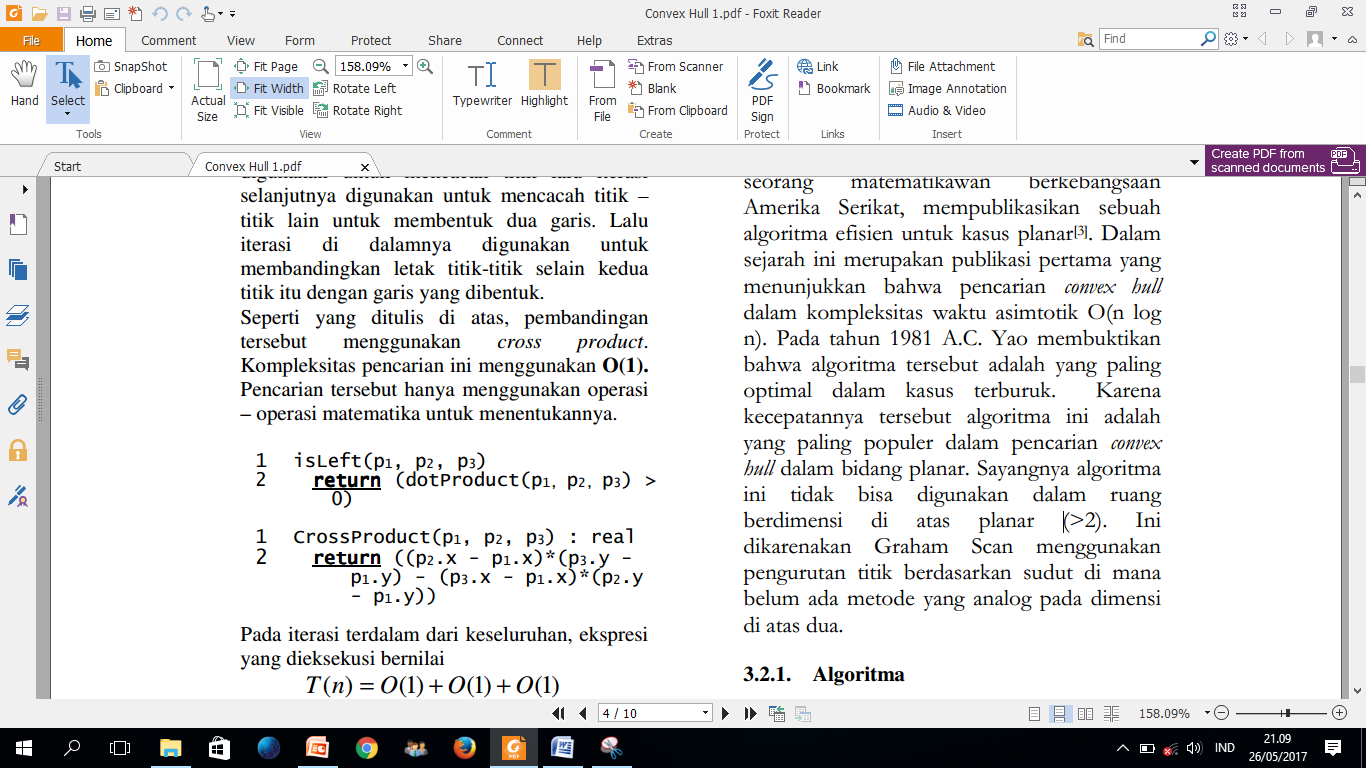 Convex Hull 1.pdf - Foxit Reader
File Home Comment View Form Protect Share Connect Help Extras
Find
Hand
Select
SnapShot
Clipboard
Tools
Actual Size
Fit Page
Fit Width
Fit Visible
158.09%
Rotate Left
Rotate Right
View
Typewriter
Highlight
Comment
From File
From Scanner
Blank
From Clipboard
Create
PDF Sign
Protect
Link
Bookmark
Links
File Attachment
Image Annotation
Audio & Video
Insert
Start
Convex Hull 1.pdf
Create PDF from
scanned documents
PDF
selanjutnya digunakan untuk mencacah titik –
titik lain untuk membentuk dua garis. Lalu
iterasi di dalamnya digunakan untuk
membandingkan letak titik-titik selain kedua
titik itu dengan garis yang dibentuk.
Seperti yang ditulis di atas, pembandingan
tersebut menggunakan cross product.
Kompleksitas pencarian ini menggunakan O(1).
Pencarian tersebut hanya menggunakan operasi
– operasi matematika untuk menentukannya.
1 isLeft(p1, p2, p3)
2 return (dotProduct(p1, p2, p3) >
0)
1 CrossProduct(p1, p2, p3) : real
2 return ((p2.x – p1.x)*(p3.y –
p1.y) – (p3.x – p1.x)*(p2.y
– p1.y))
Pada iterasi terdalam dari keseluruhan, ekspresi
yang dieksekusi bernilai
T(n) = O(1) + O(1) + O(1)
seorang matematikawan berkebangsaan
Amerika Serikat, mempublikasikan sebuah
algoritma efisien untuk kasus planar[3]. Dalam
sejarah ini merupakan publikasi pertama yang
menunjukkan bahwa pencarian convex hull
dalam kompleksitas waktu asimtotik O(n log
n). Pada tahun 1981 A.C. Yao membuktikan
bahwa algoritma tersebut adalah yang paling
optimal dalam kasus terburuk. Karena
kecepatannya tersebut algoritma ini adalah
yang paling populer dalam pencarian convex
hull dalam bidang planar. Sayangnya algoritma
ini tidak bisa digunakan dalam ruang
berdimensi di atas planar (>2). Ini
dikarenakan Graham Scan menggunakan
pengurutan titik berdasarkan sudut di mana
belum ada metode yang analog pada dimensi
di atas dua.
3.2.1. Algoritma
4 / 10
158.09%
IND
21.09
26/05/2017